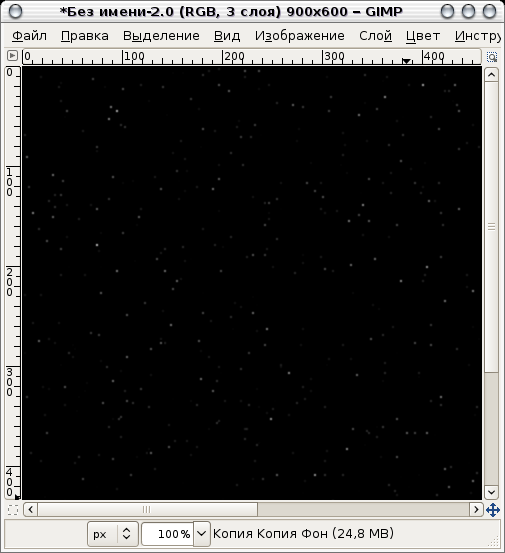 *Без имени-2.0 (RGB, 3 слоя) 900x600 – GIMP
Файл Правка Выделение Вид Изображение Слой Цвет Инстру
0 100 200 300 400
0
100
200
300
400
px 100% Копия Копия Фон (24,8 MB)